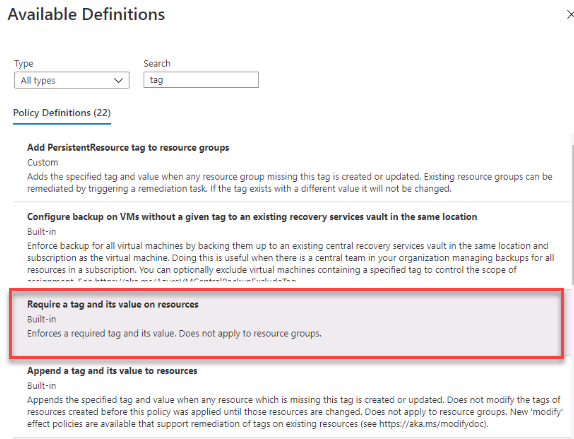 Available Definitions
Type
Search
All types
tag
Policy Definitions (22)
Add PersistentResource tag to resource groups
Custom
Adds the specified tag and value when any resource group missing this tag is created or updated. Existing resource groups can be
remediated by triggering a remediation task. If the tag exists with a different value it will not be changed.
Configure backup on VMs without a given tag to an existing recovery services vault in the same location
Built-in
Enforce backup for all virtual machines by backing them up to an existing central recovery services vault in the same location and
subscription as the virtual machine. Doing this is useful when there is a central team in your organization managing backups for all
resources in a subscription. You can optionally exclude virtual machines containing a specified tag to control the scope of
assignment. See https://aka.ms/AzureVMCentralBackupExcludeTag
Require a tag and its value on resources
Built-in
Enforces a required tag and its value. Does not apply to resource groups.
Append a tag and its value to resources
Built-in
Appends the specified tag and value when any resource which is missing this tag is created or updated. Does not modify the tags of
resources created before this policy was applied until those resources are changed. Does not apply to resource groups. New 'modify'
effect policies are available that support remediation of tags on existing resources (see https://aka.ms/modifydoc).